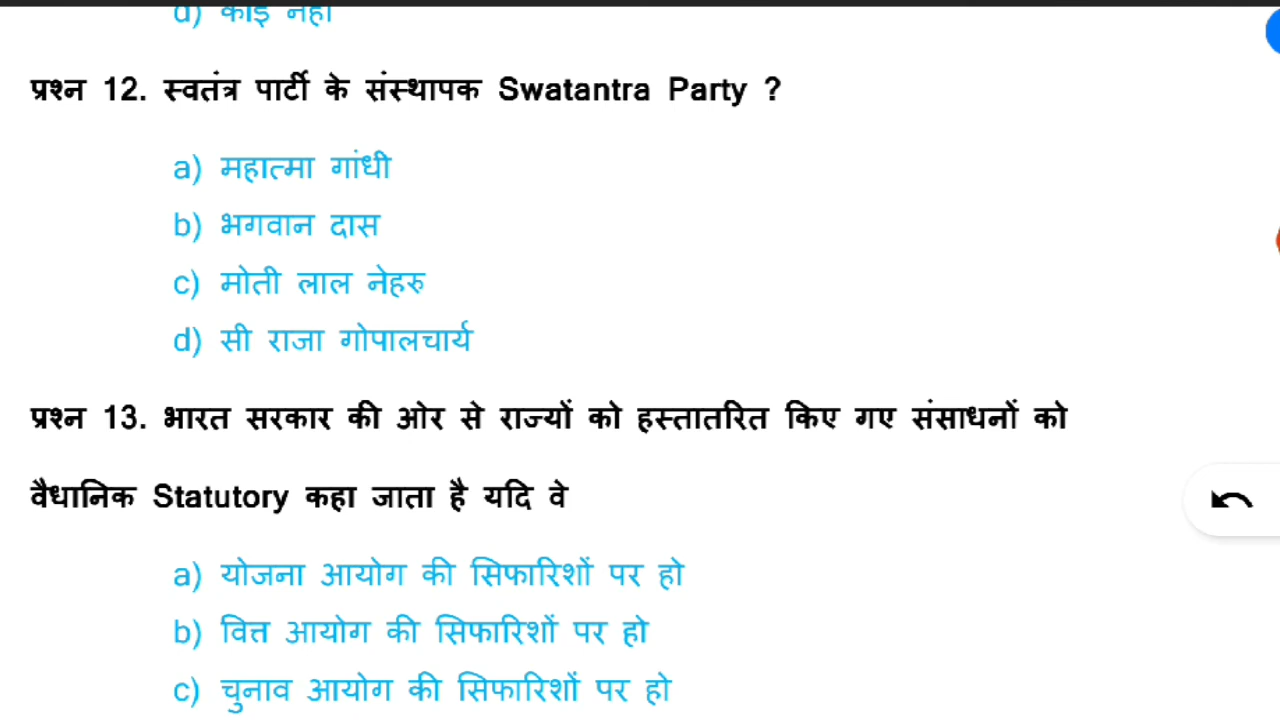 d) कोई नहीं
प्रश्न 12. स्वतंत्र पार्टी के संस्थापक Swatantra Party ?
a) महात्मा गांधी
b) भगवान दास
c) मोती लाल नेहरु
d) सी राजा गोपालचार्य
प्रश्न 13. भारत सरकार की ओर से राज्यों को हस्तातरित किए गए संसाधनों को
वैधानिक Statutory कहा जाता है यदि वे
a) योजना आयोग की सिफारिशों पर हो
b) वित्त आयोग की सिफारिशों पर हो
c) चुनाव आयोग की सिफारिशों पर हो